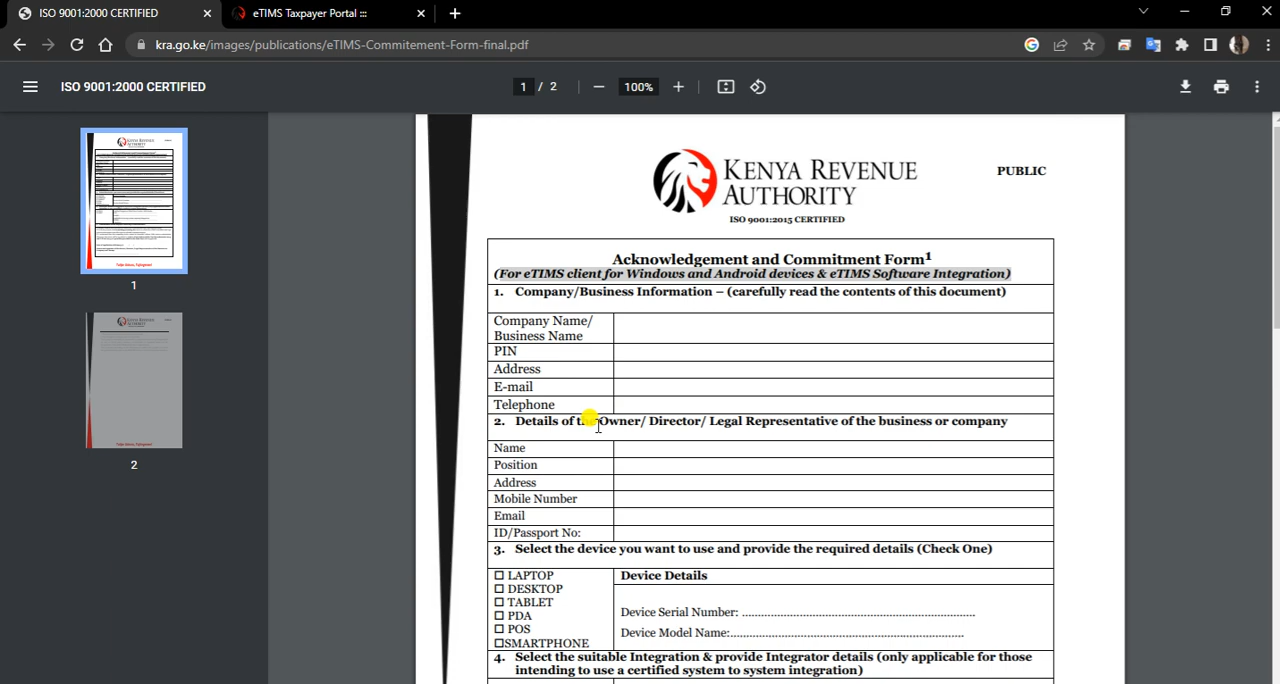 ISO 9001:2000 CERTIFIED
eTIMS Taxpayer Portal :::
kra.go.ke/images/publications/eTIMS-Commitement-Form-final.pdf
ISO 9001:2000 CERTIFIED
1 / 2
100%
1
2
KENYA REVENUE
AUTHORITY
PUBLIC
ISO 9001:2015 CERTIFIED
Acknowledgement and Commitment Form1
(For eTIMS client for Windows and Android devices & eTIMS Software Integration)
1. Company/Business Information – (carefully read the contents of this document)
Company Name/
Business Name
PIN
Address
E-mail
Telephone
2. Details of the Owner/ Director/ Legal Representative of the business or company
Name
Position
Address
Mobile Number
Email
ID/Passport No:
3. Select the device you want to use and provide the required details (Check One)
☐ LAPTOP
☐ DESKTOP
☐ TABLET
☐ PDA
☐ POS
☐SMARTPHONE
Device Details
Device Serial Number: ......................................................................
Device Model Name:......................................................................
4. Select the suitable Integration & provide Integrator details (only applicable for those
intending to use a certified system to system integration)